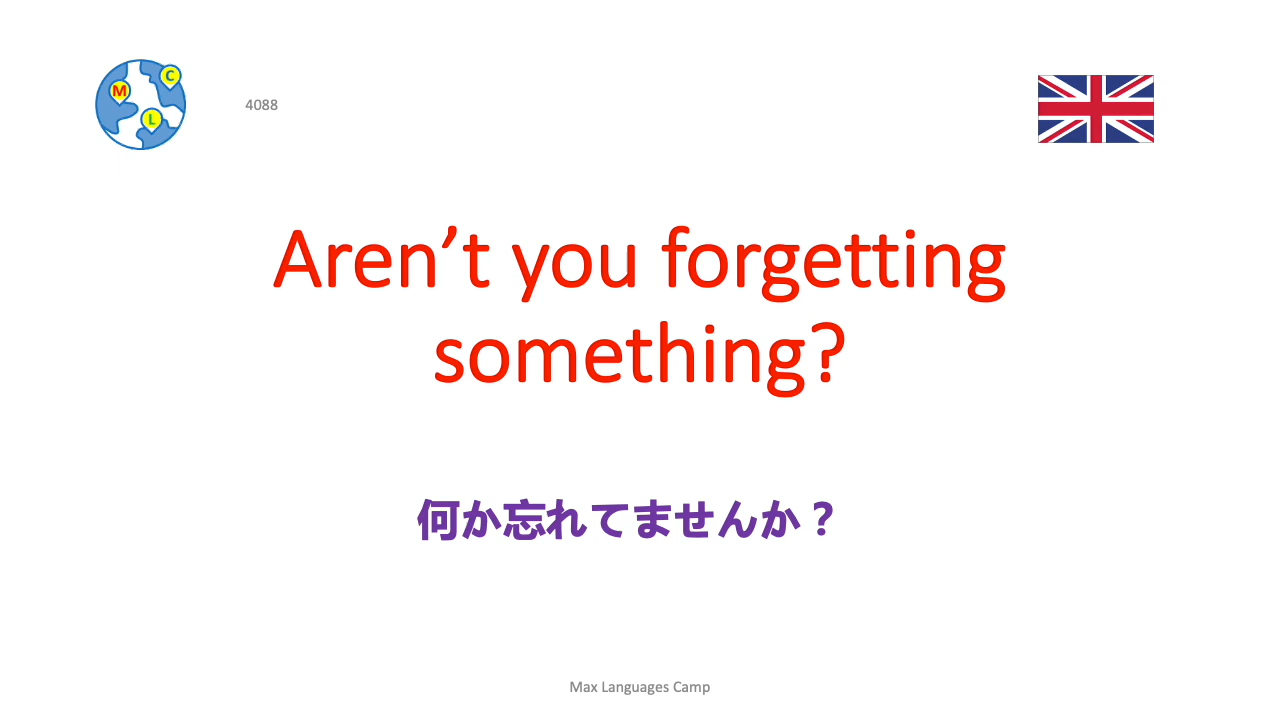 M
C
L
4088
Aren’t you forgetting
something?
何か忘れてませんか？
Max Languages Camp